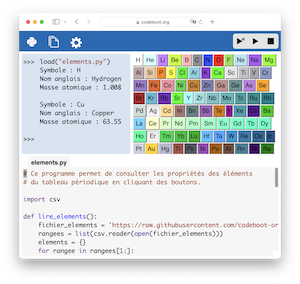 codeboot.org
>>> load("elements.py")
Symbole : H
Nom anglais : Hydrogen
Masse atomique : 1.008
Symbole : Cu
Nom anglais : Copper
Masse atomique : 63.55
>>>
H He Li Be B C N O F Ne Na Mg
Al Si P S Cl Ar K Ca Sc Ti V Cr
Mn Fe Co Ni Cu Zn Ga Ge As Se
Br Kr Rb Sr Y Zr Nb Mo Tc Ru Rh
Pd Ag Cd In Sn Sb Te I Xe Cs Ba
La Ce Pr Nd Pm Sm Eu Gd Tb Dy
Ho Er Tm Yb Lu Hf Ta W Re Os Ir
Pt Au Hg Tl Pb Bi Po At Rn
elements.py
# Ce programme permet de consulter les propriétés des éléments
# du tableau périodique en cliquant des boutons.
import csv
def lire_elements():
fichier_elements = 'https://raw.githubusercontent.com/codeboot-or
rangees = list(csv.reader(open(fichier_elements)))
elements = {}
for rangee in rangees[1:]: